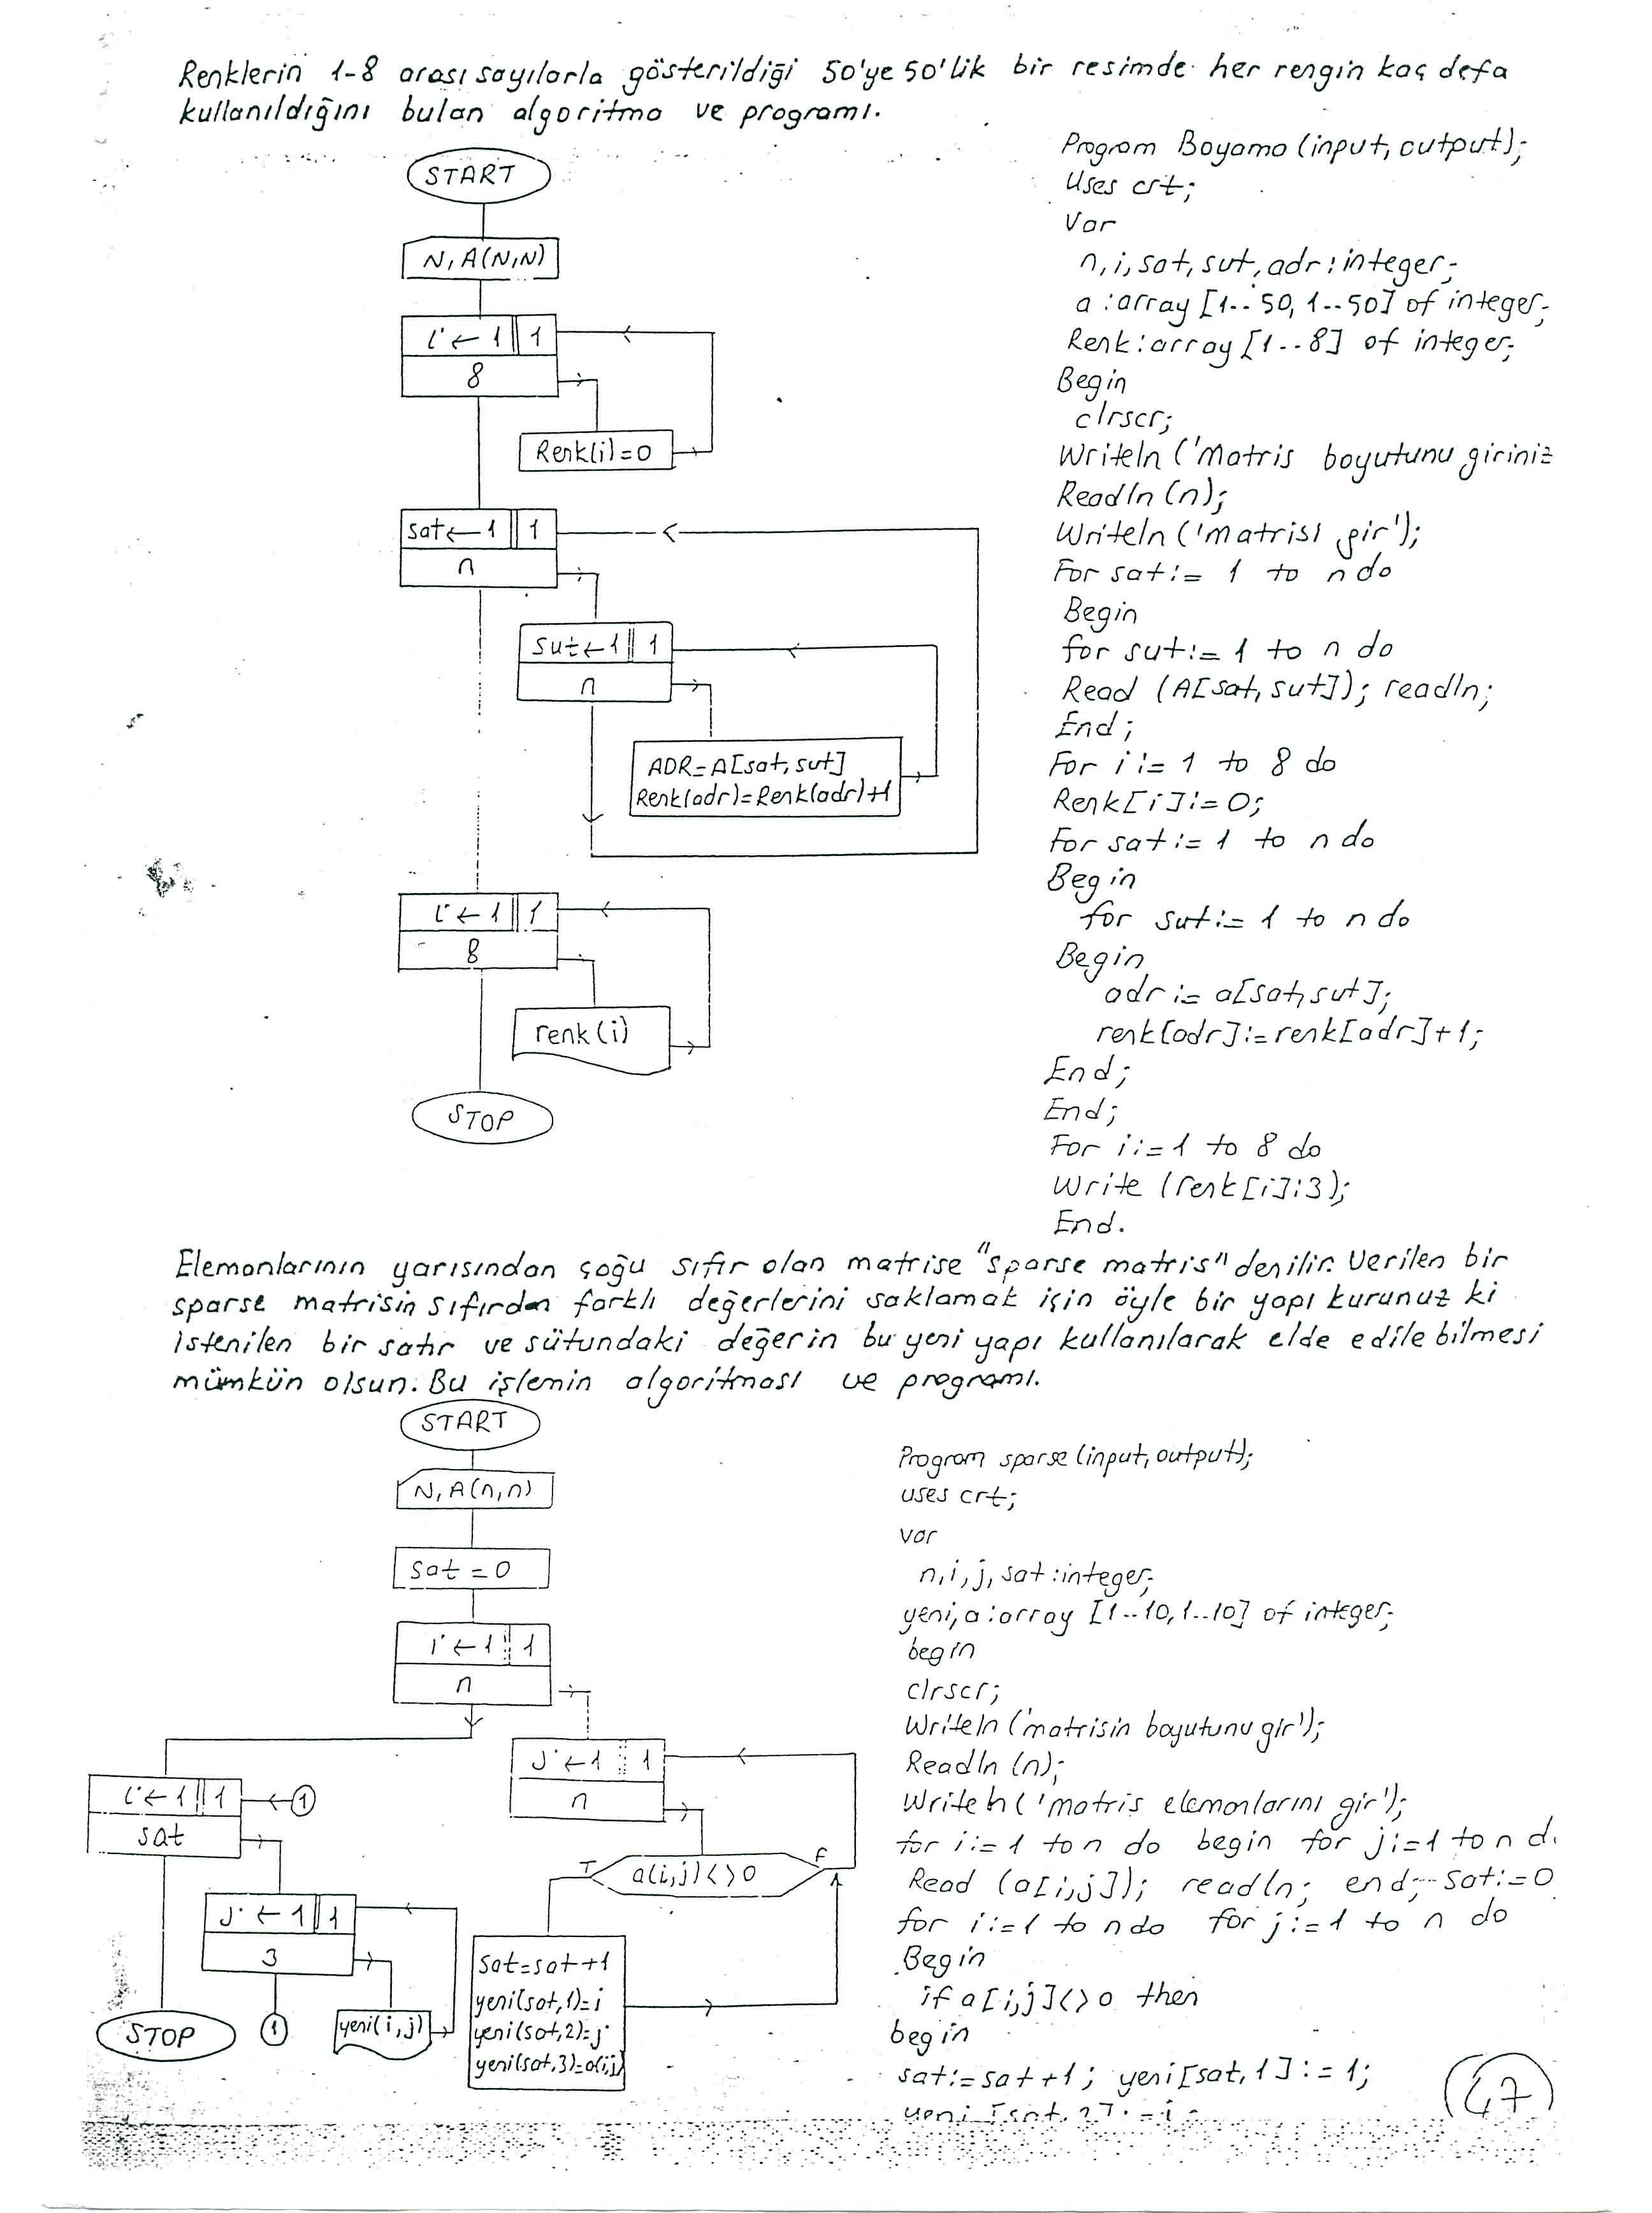 Renklerin 1-8 arası sayılarla gösterildiği 50'ye 50'lik bir resimde her rengin kaç defa
kullanıldığını bulan algoritma ve programı.
START
N, A(N,N)
i ← 1 1
8
Renk(i)=0
sat ← 1 1
n
sut ← 1 1
n
ADR=A[sat,sut]
Renk(adr)=Renk(adr)+1
i ← 1 1
8
renk(i)
STOP
Program Boyama (input, output);
Uses crt;
Var
n,i,sat,sut,adr:integer;
a:array [1..50, 1..50] of integer;
Renk:array [1..8] of integer;
Begin
clrscr;
Writeln ('Matris boyutunu giriniz
Readln (n);
Writeln ('matrisi gir');
For sat:= 1 to n do
Begin
for sut:= 1 to n do
Read (A[sat, sut]); readln;
End;
For i:= 1 to 8 do
Renk[i]:=0;
For sat:= 1 to n do
Begin
for sut:= 1 to n do
Begin
adr:= a[sat,sut];
renk[adr]:=renk[adr]+1;
End;
End;
For i:=1 to 8 do
Write (renk[i]:3);
End.
Elemanlarının yarısından çoğu sıfır olan matrise "sparse matris" denilir. Verilen bir
sparse matrisin sıfırdan farklı değerlerini saklamak için öyle bir yapı kurunuz ki
istenilen bir satır ve sütundaki değerin bu yeni yapı kullanılarak elde edilebilmesi
mümkün olsun. Bu işlemin algoritması ve programı.
START
N, A(n,n)
sat = 0
i ← 1 1
n
j ← 1 1
n
T a(i,j)<>0 F
sat=sat+1
yeni(sat,1)=i
yeni(sat,2)=j
yeni(sat,3)=a(i,j)
i ← 1 1
1
sat
j ← 1 1
3
yeni(i,j)
1
STOP
Program sparse (input, output);
uses crt;
var
n,i,j,sat:integer;
yeni,a:array [1..10,1..10] of integer;
begin
clrscr;
Writeln ('matrisin boyutunu gir');
Readln (n);
Writeln ('matris elemanlarını gir');
for i:=1 to n do begin for j:=1 to n d
Read (a[i,j]); readln; end; sat:=0
for i:=1 to n do for j:=1 to n do
Begin
if a[i,j]<>0 then
begin
sat:=sat+1; yeni[sat,1]:=1;
yeni [sat,2]:=j;
47